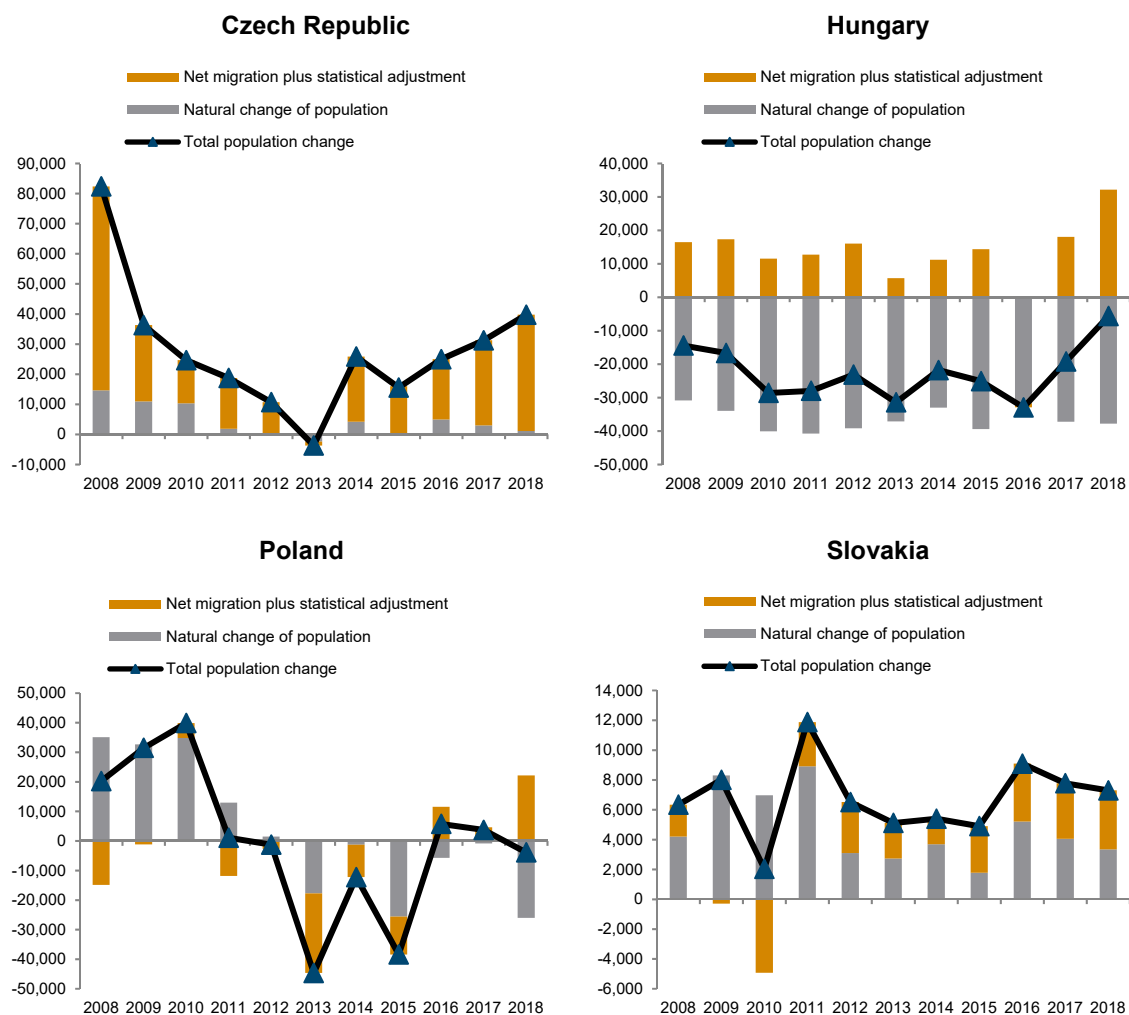 Czech Republic
Net migration plus statistical adjustment
Natural change of population
Total population change
90,000
80,000
70,000
60,000
50,000
40,000
30,000
20,000
10,000
0
-10,000
2008 2009 2010 2011 2012 2013 2014 2015 2016 2017 2018
Hungary
Net migration plus statistical adjustment
Natural change of population
Total population change
40,000
30,000
20,000
10,000
0
-10,000
-20,000
-30,000
-40,000
-50,000
2008 2009 2010 2011 2012 2013 2014 2015 2016 2017 2018
Poland
Net migration plus statistical adjustment
Natural change of population
Total population change
50,000
40,000
30,000
20,000
10,000
0
-10,000
-20,000
-30,000
-40,000
-50,000
2008 2009 2010 2011 2012 2013 2014 2015 2016 2017 2018
Slovakia
Net migration plus statistical adjustment
Natural change of population
Total population change
14,000
12,000
10,000
8,000
6,000
4,000
2,000
0
-2,000
-4,000
-6,000
2008 2009 2010 2011 2012 2013 2014 2015 2016 2017 2018